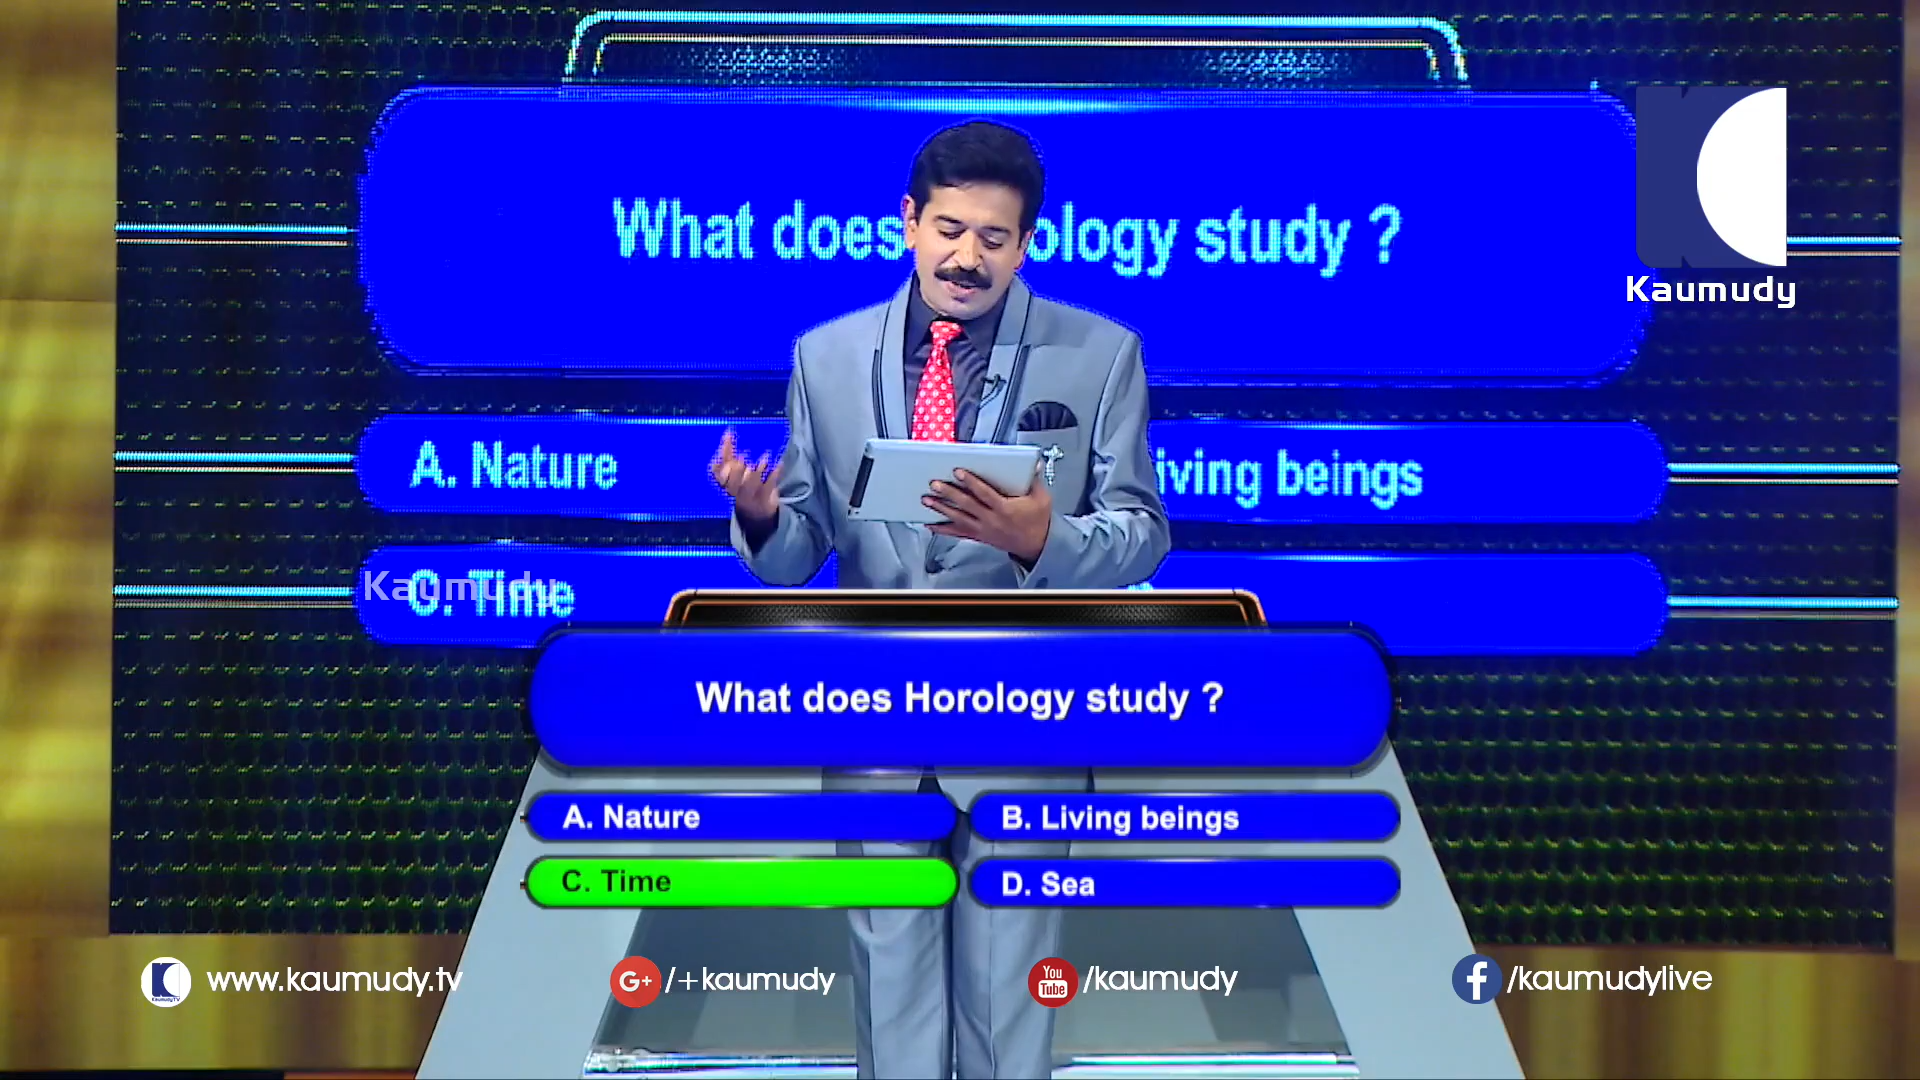 What does ology study ?
Kaumudy
A. Nature
iving beings
Kaumudy
C. Time
What does Horology study ?
A. Nature
B. Living beings
C. Time
D. Sea
KaumudyTV
www.kaumudy.tv
G+ /+kaumudy
You Tube /kaumudy
f /kaumudylive